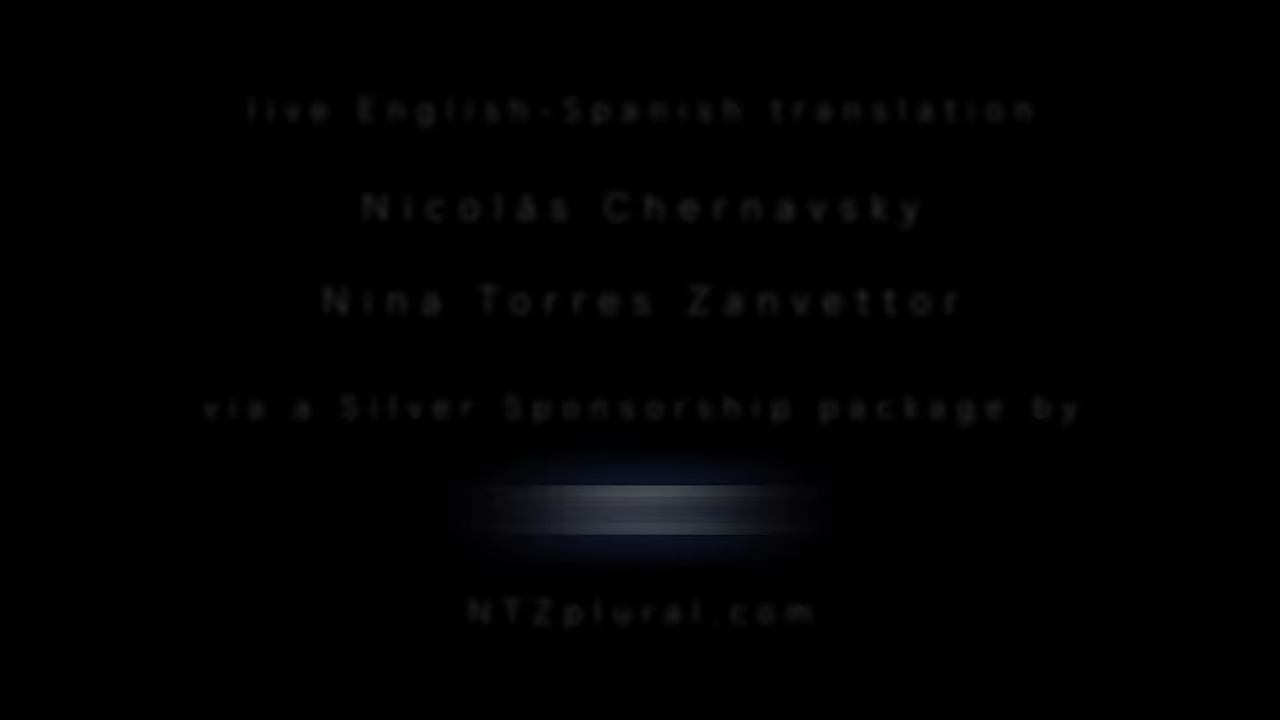 live English-Spanish translation
Nicolás Chernavsky
Nina Torres Zanvettor
via a Silver Sponsorship package by
NTZplural.com